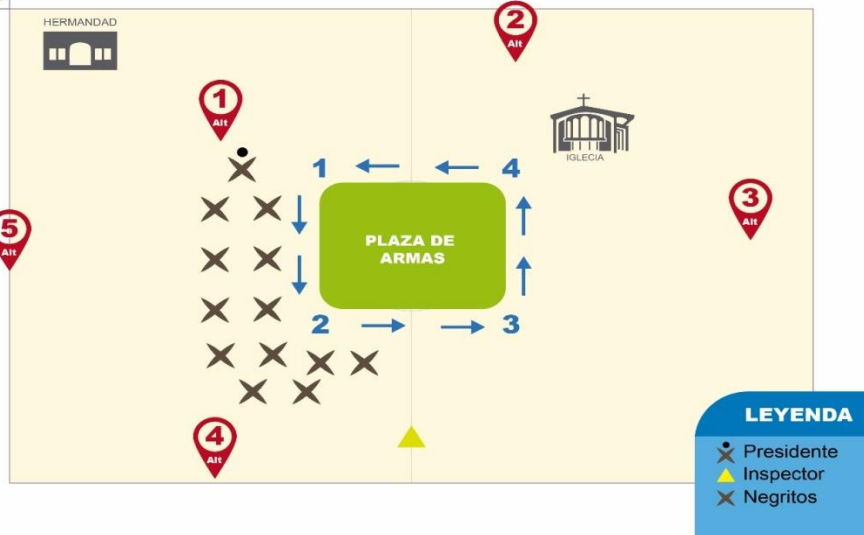 HERMANDAD
2
Alt
1
Alt
IGLECIA
1
4
3
Alt
5
Alt
PLAZA DE
ARMAS
2
3
4
Alt
LEYENDA
Presidente
Inspector
Negritos